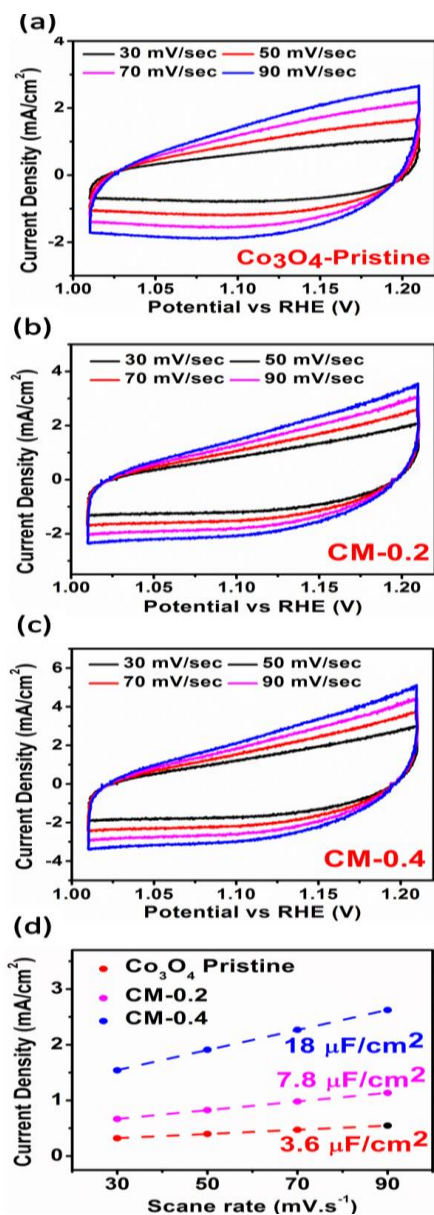 (a)
4
2
0
-2
Current Density (mA/cm²)
30 mV/sec 50 mV/sec
70 mV/sec 90 mV/sec
Co₃O₄-Pristine
1.00 1.05 1.10 1.15 1.20
Potential vs RHE (V)
(b)
4
2
0
-2
Current Density (mA/cm²)
30 mV/sec 50 mV/sec
70 mV/sec 90 mV/sec
CM-0.2
1.00 1.05 1.10 1.15 1.20
Potential vs RHE (V)
(c)
6
4
2
0
-2
-4
Current Density (mA/cm²)
30 mV/sec 50 mV/sec
70 mV/sec 90 mV/sec
CM-0.4
1.00 1.05 1.10 1.15 1.20
Potential vs RHE (V)
(d)
3
2
1
0
Current Density (mA/cm²)
Co₃O₄ Pristine
CM-0.2
CM-0.4
18 μF/cm²
7.8 μF/cm²
3.6 μF/cm²
30 50 70 90
Scane rate (mV.s⁻¹)